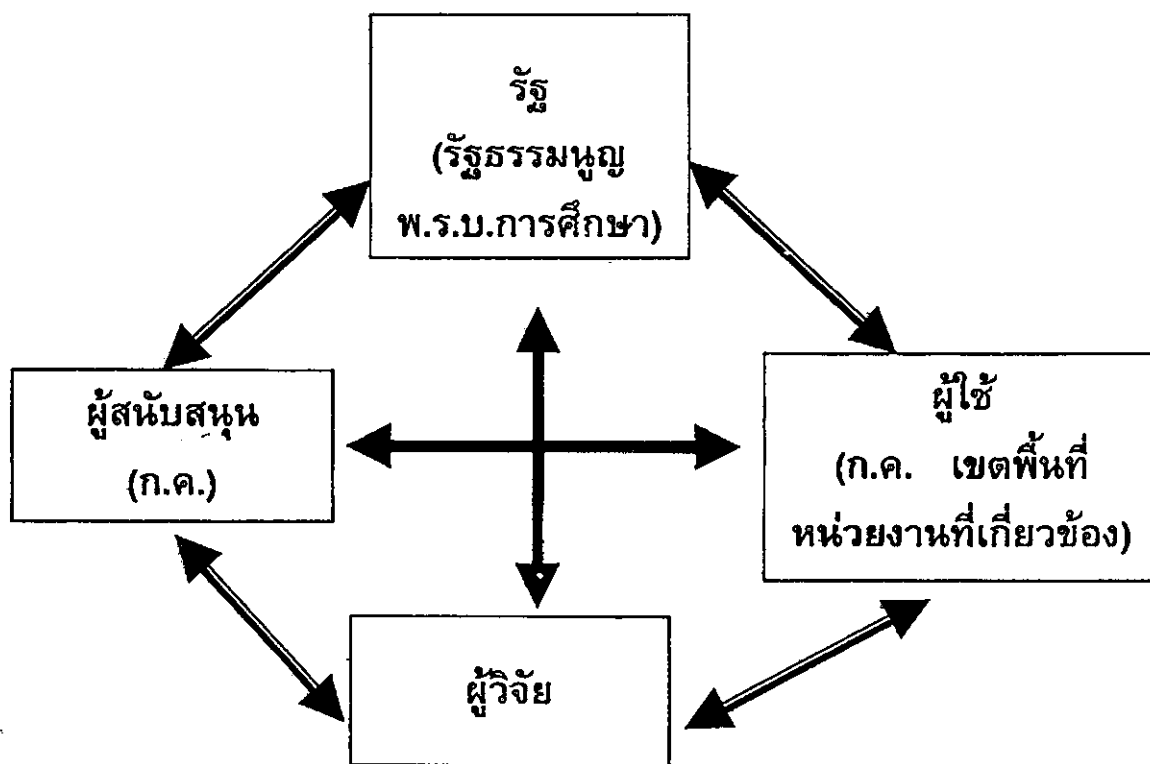 รัฐ
(รัฐธรรมนูญ
พ.ร.บ.การศึกษา)
ผู้สนับสนุน
(ก.ค.)
ผู้ใช้
(ก.ค. เขตพื้นที่
หน่วยงานที่เกี่ยวข้อง)
ผู้วิจัย